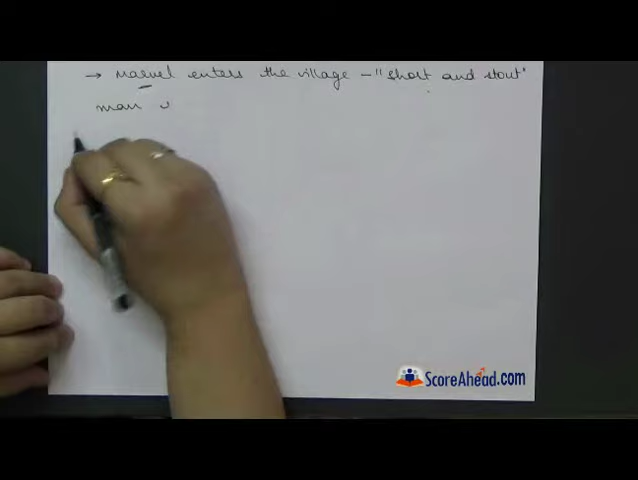 → Marvel enters the village - "short and stout"
man
ScoreAhead.com